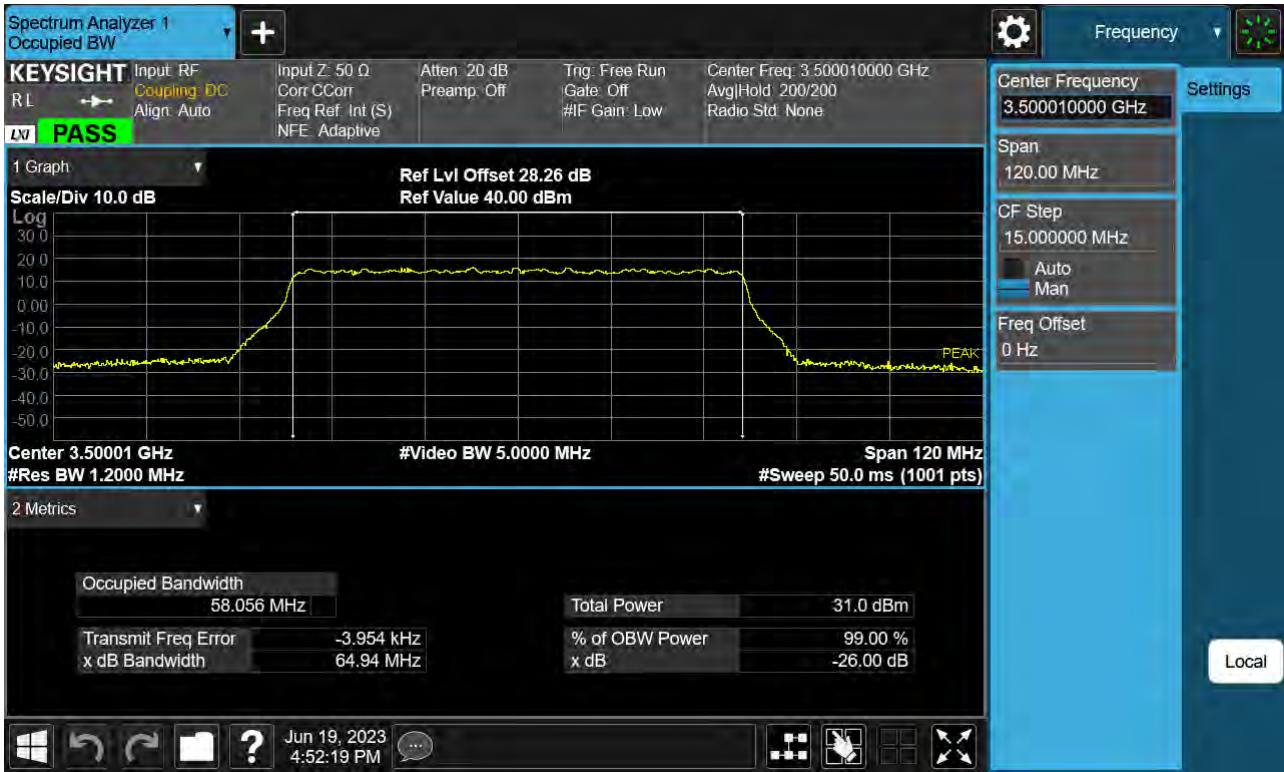 Spectrum Analyzer 1
Occupied BW
Frequency
KEYSIGHT
RL
LXI PASS
Input: RF
Coupling: DC
Align: Auto
Input Z: 50 Ω
Corr CCorr
Freq Ref: Int (S)
NFE: Adaptive
Atten: 20 dB
Preamp: Off
Trig: Free Run
Gate: Off
#IF Gain: Low
Center Freq: 3.500010000 GHz
Avg|Hold: 200/200
Radio Std: None
Center Frequency
3.500010000 GHz
Settings
Span
120.00 MHz
CF Step
15.000000 MHz
Auto
Man
Freq Offset
0 Hz
Local
1 Graph
Ref Lvl Offset 28.26 dB
Scale/Div 10.0 dB
Ref Value 40.00 dBm
Log
30.0
20.0
10.0
0.00
-10.0
-20.0
-30.0
-40.0
-50.0
PEAK
Center 3.50001 GHz
#Video BW 5.0000 MHz
Span 120 MHz
#Res BW 1.2000 MHz
#Sweep 50.0 ms (1001 pts)
2 Metrics
Occupied Bandwidth
58.056 MHz
Total Power 31.0 dBm
Transmit Freq Error -3.954 kHz
% of OBW Power 99.00 %
x dB Bandwidth 64.94 MHz
x dB -26.00 dB
?
Jun 19, 2023
4:52:19 PM